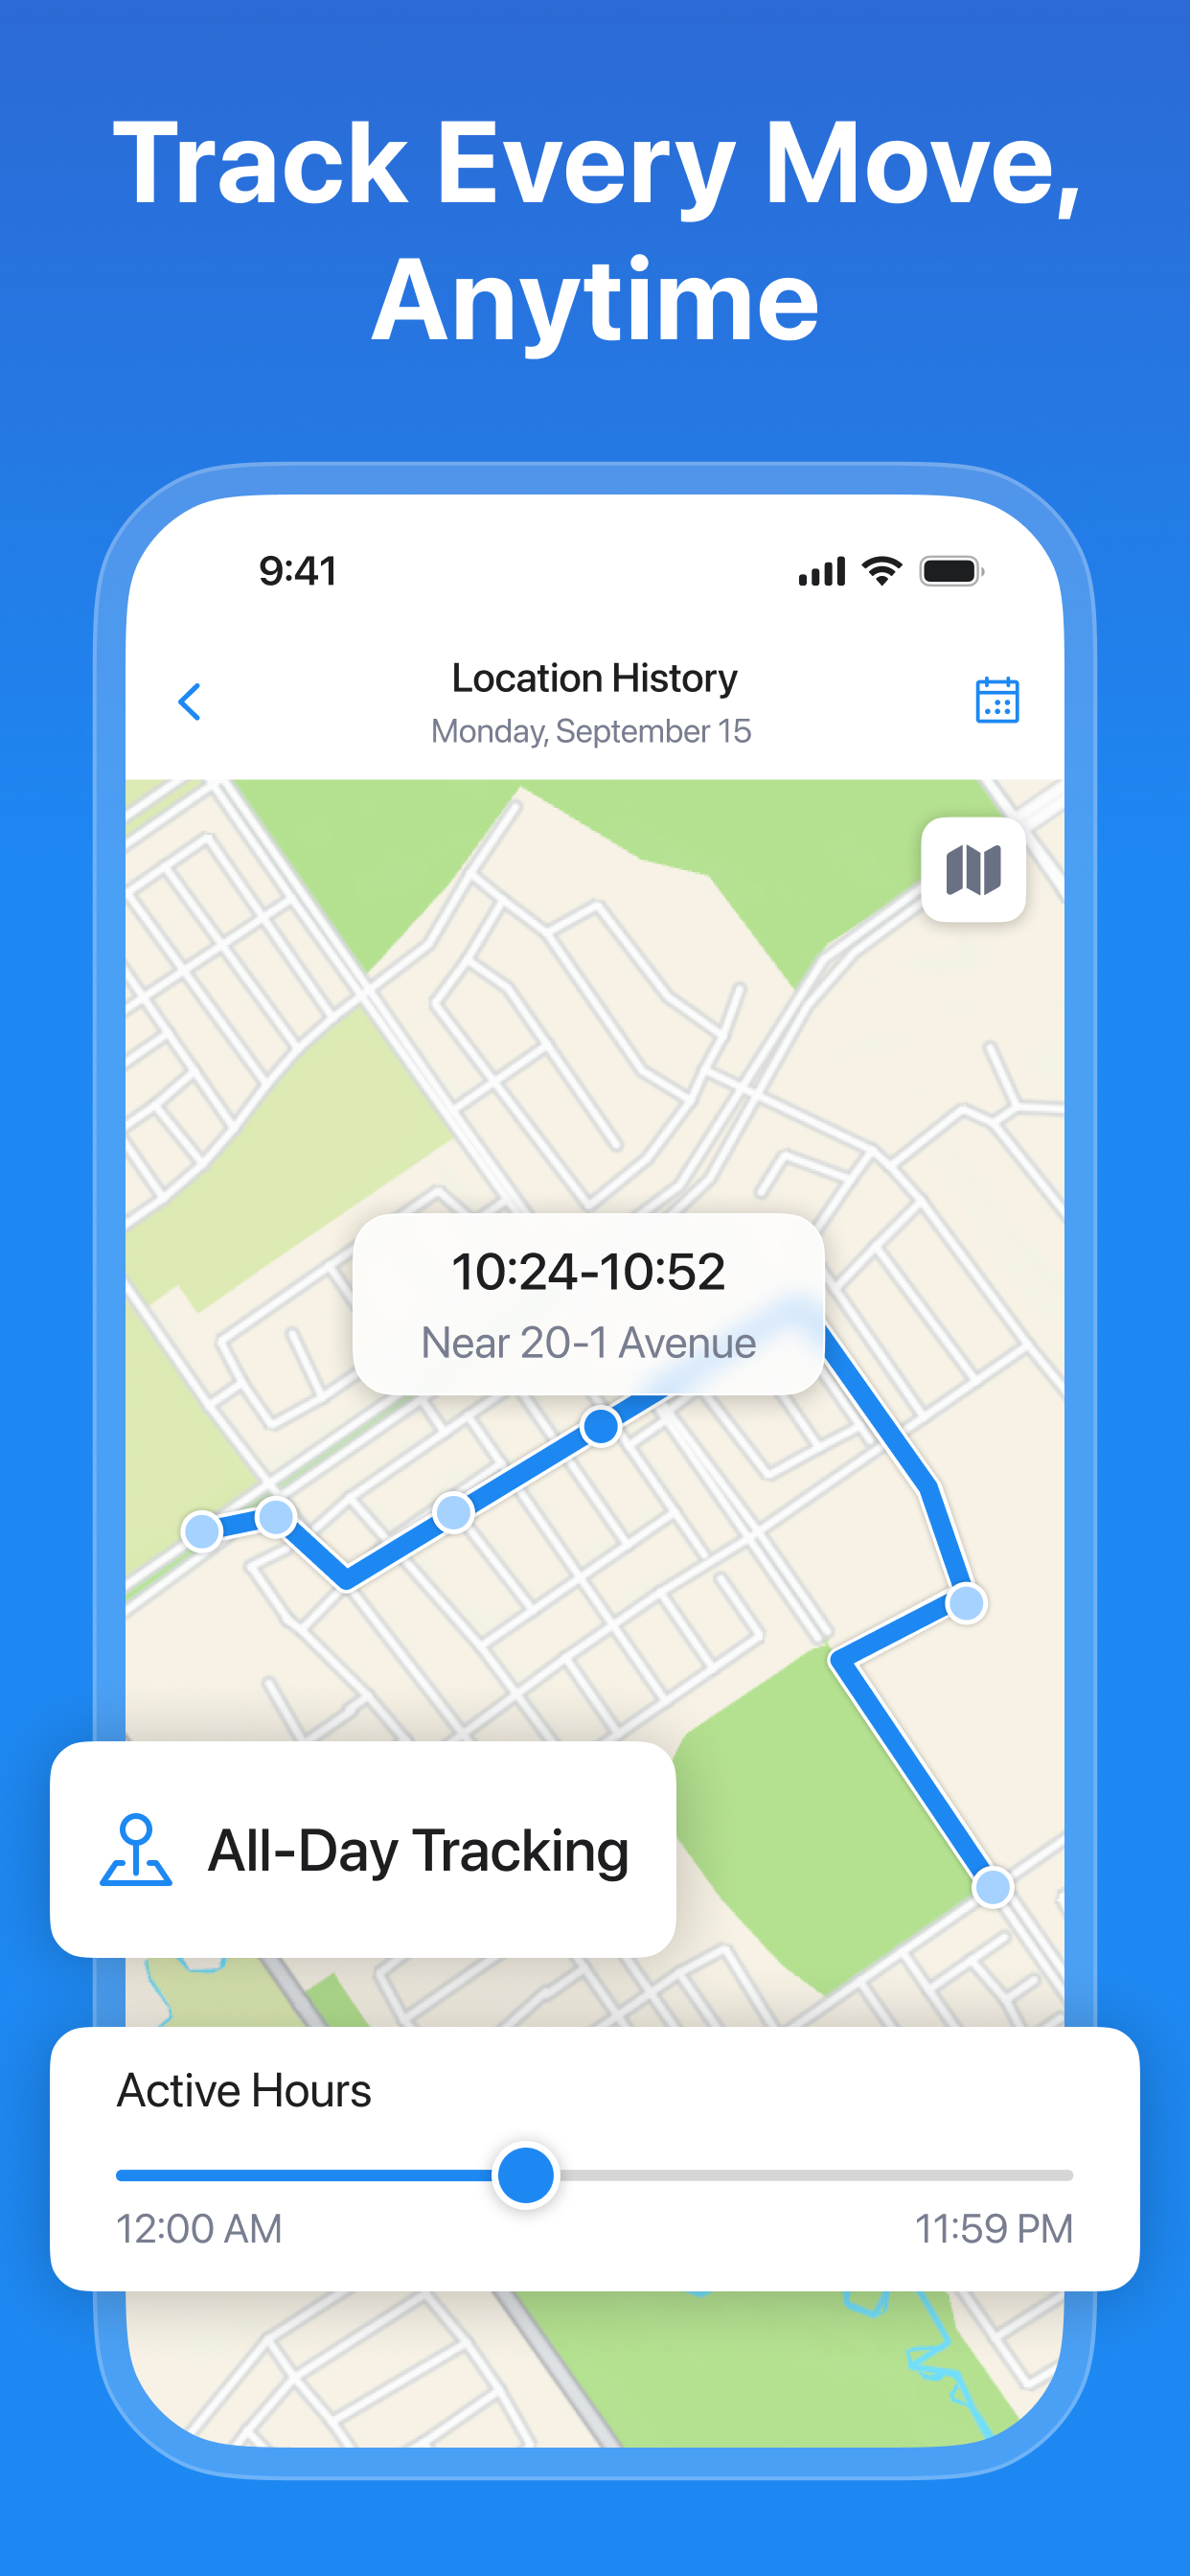 Track Every Move,
Anytime
9:41
Location History
Monday, September 15
10:24-10:52
Near 20-1 Avenue
All-Day Tracking
Active Hours
12:00 AM
11:59 PM